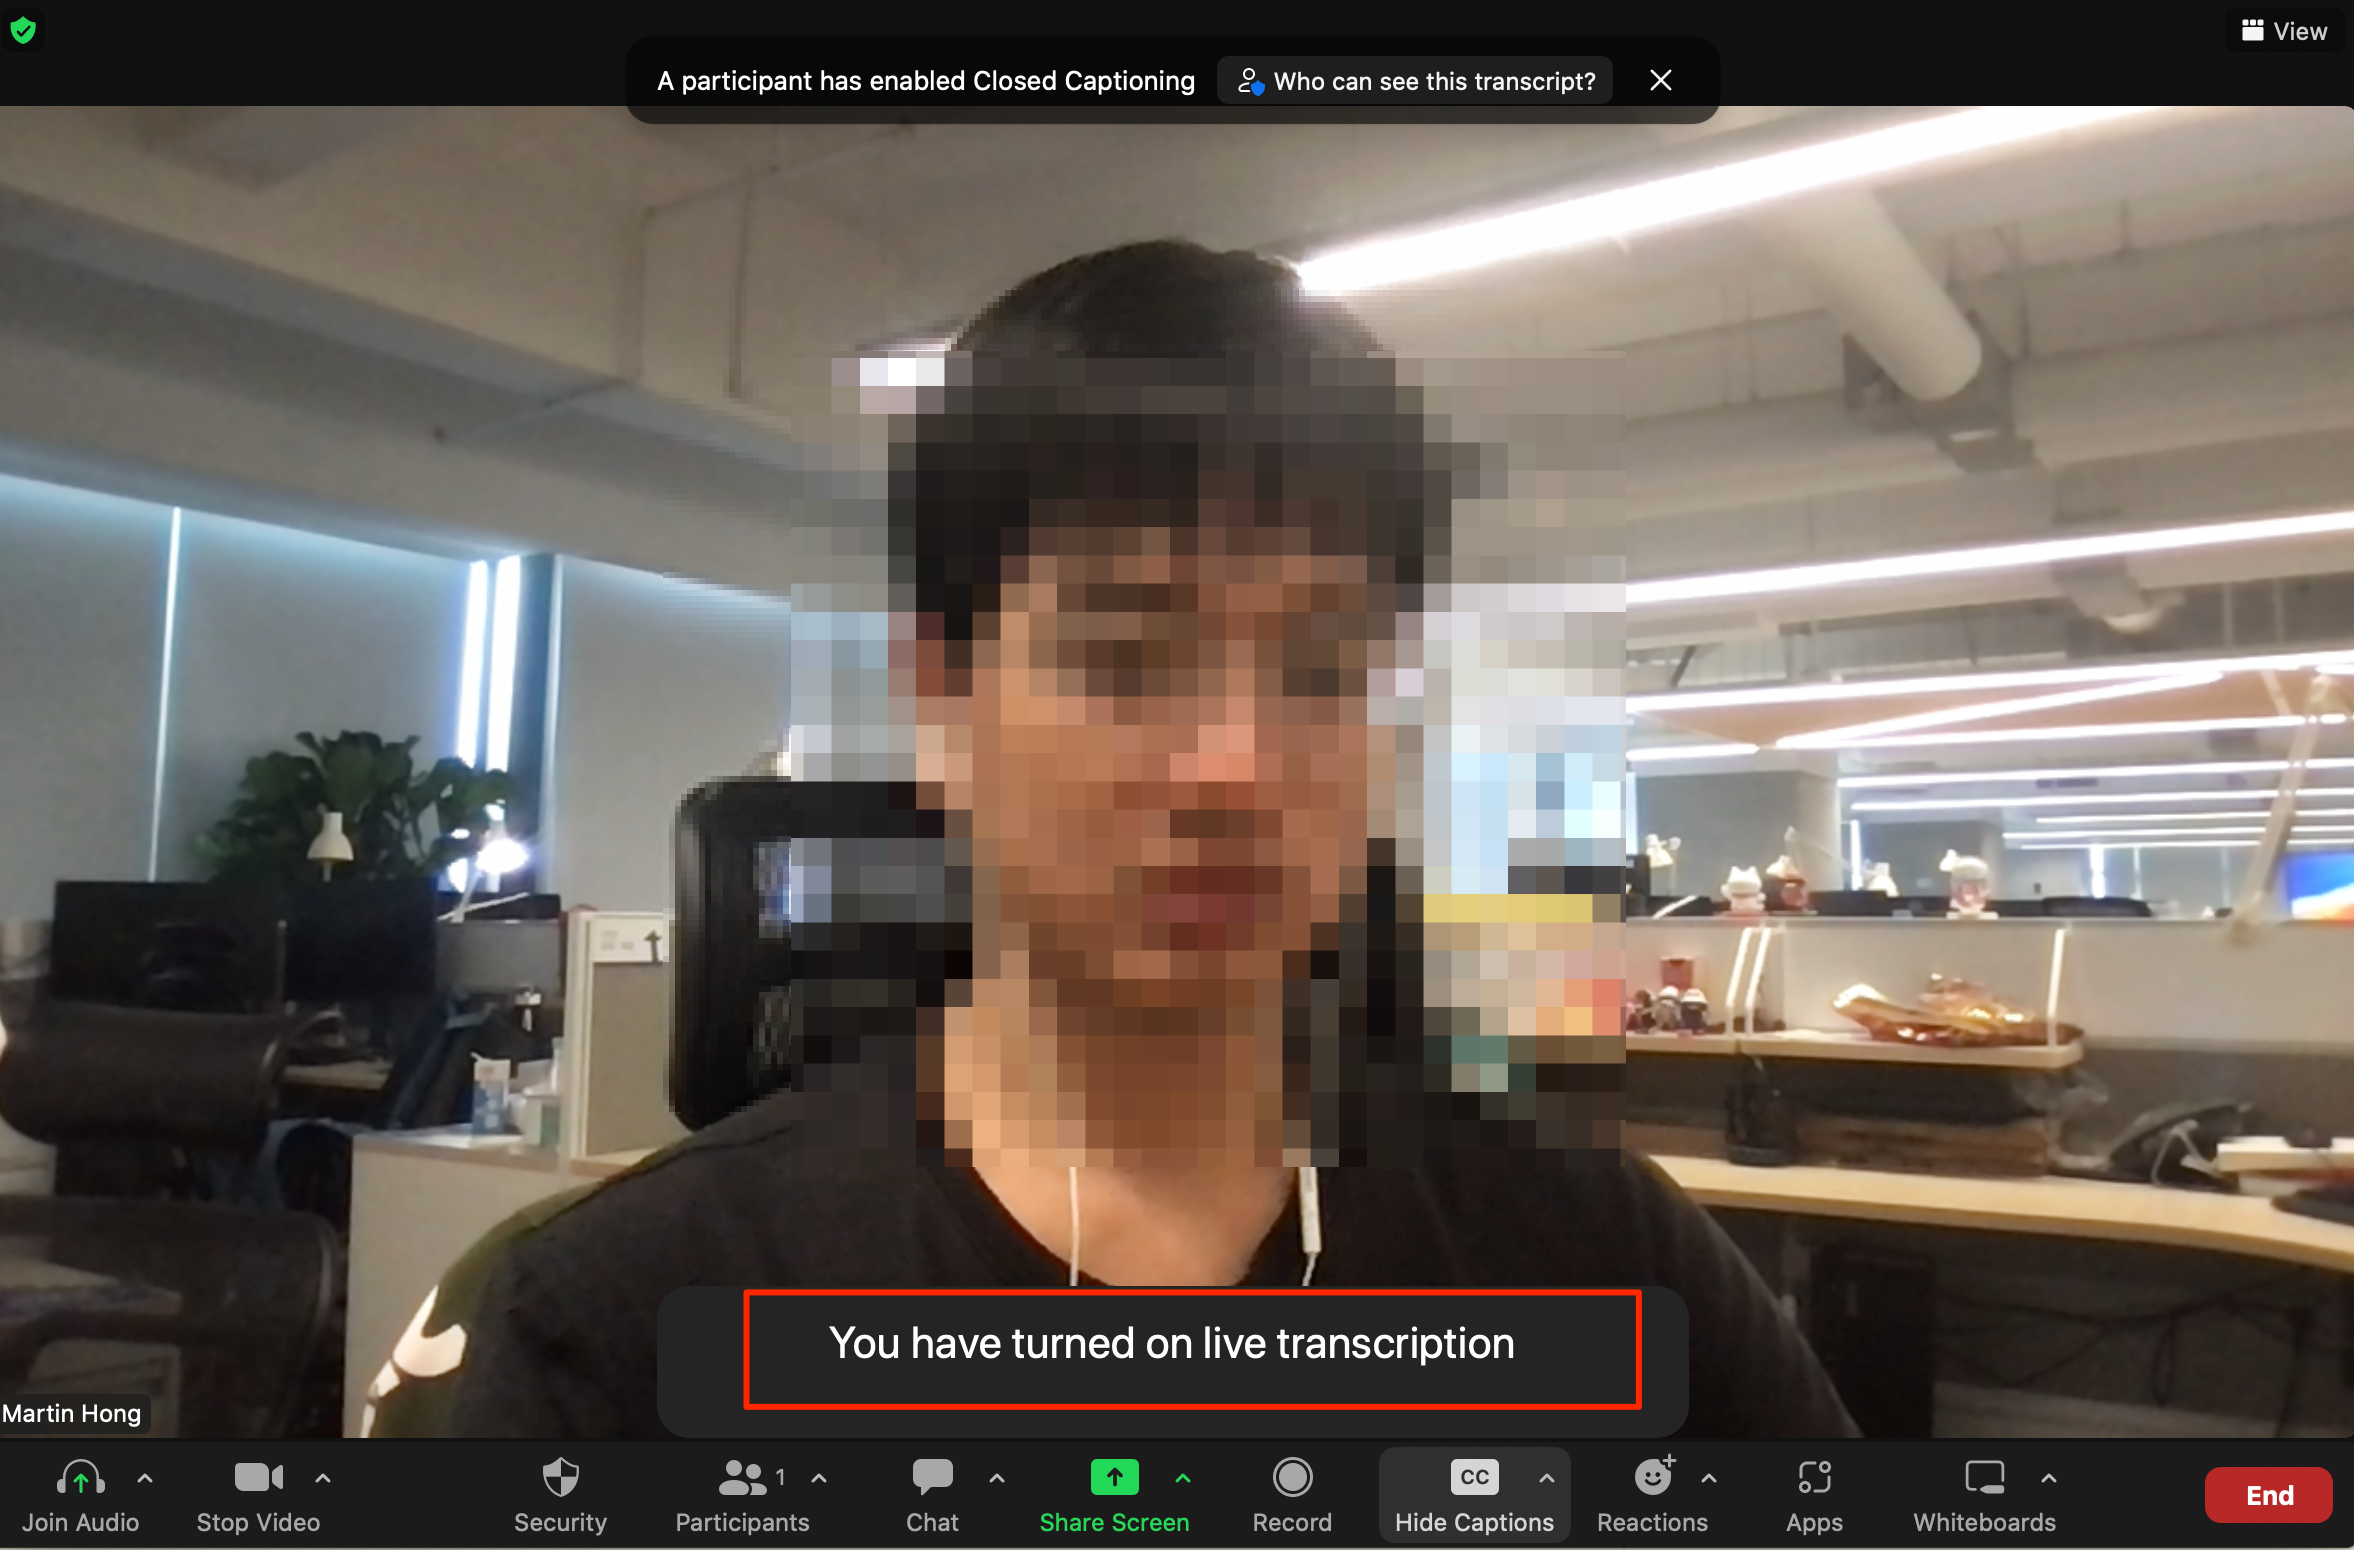 View
A participant has enabled Closed Captioning
Who can see this transcript?
You have turned on live transcription
Martin Hong
1
CC
Join Audio
Stop Video
Security
Participants
Chat
Share Screen
Record
Hide Captions
Reactions
Apps
Whiteboards
End